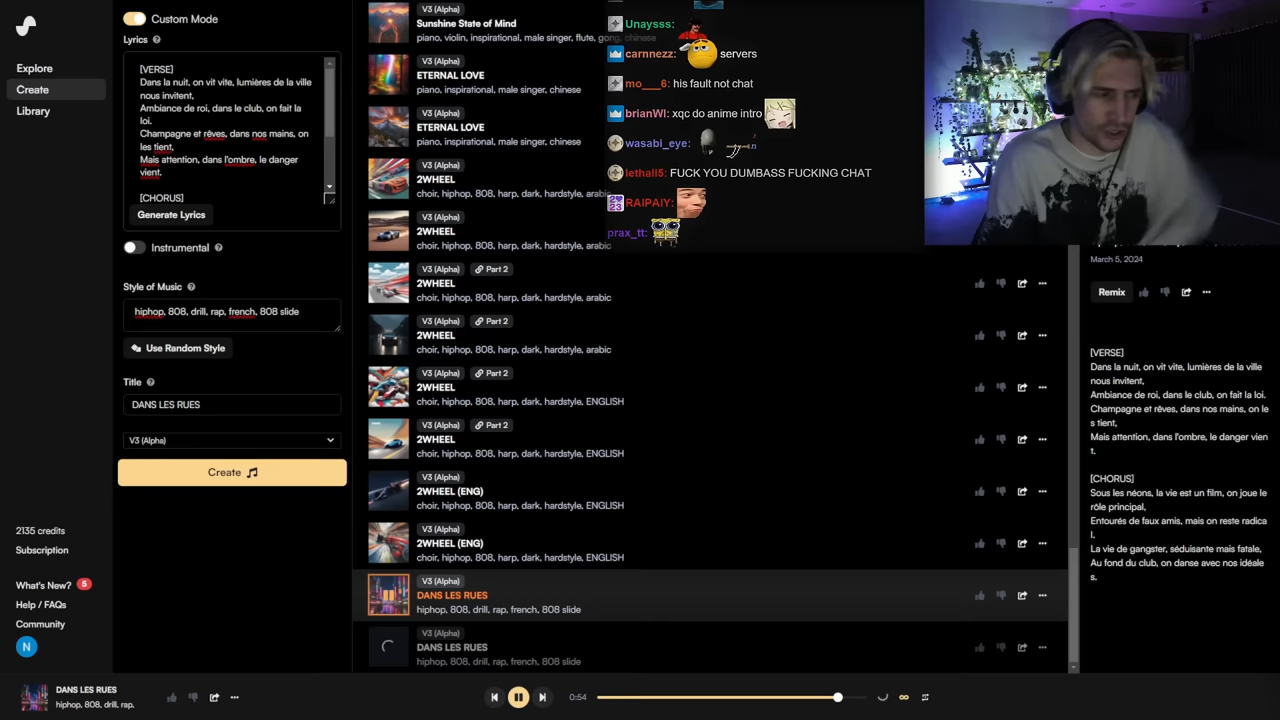 Custom Mode
Lyrics
Explore
Create
Library
[VERSE]
Dans la nuit, on vit vite, lumières de la ville
nous invitent,
Ambiance de roi, dans le club, on fait la
loi.
Champagne et rêves, dans nos mains, on
les tient,
Mais attention, dans l'ombre, le danger
vient.
[CHORUS]
Generate Lyrics
Instrumental
Style of Music
hiphop, 808, drill, rap, french, 808 slide
Use Random Style
Title
DANS LES RUES
V3 (Alpha)
Create
2135 credits
Subscription
What's New? 5
Help / FAQs
Community
N
V3 (Alpha)
Sunshine State of Mind
piano, violin, inspirational, male singer, flute, gong, chinese
V3 (Alpha)
ETERNAL LOVE
piano, inspirational, male singer, chinese
V3 (Alpha)
ETERNAL LOVE
piano, inspirational, male singer, chinese
V3 (Alpha)
2WHEEL
choir, hiphop, 808, harp, dark, hardstyle, arabic
V3 (Alpha)
2WHEEL
choir, hiphop, 808, harp, dark, hardstyle, arabic
V3 (Alpha) Part 2
2WHEEL
choir, hiphop, 808, harp, dark, hardstyle, arabic
V3 (Alpha) Part 2
2WHEEL
choir, hiphop, 808, harp, dark, hardstyle, arabic
V3 (Alpha) Part 2
2WHEEL
choir, hiphop, 808, harp, dark, hardstyle, ENGLISH
V3 (Alpha) Part 2
2WHEEL
choir, hiphop, 808, harp, dark, hardstyle, ENGLISH
V3 (Alpha)
2WHEEL (ENG)
choir, hiphop, 808, harp, dark, hardstyle, ENGLISH
V3 (Alpha)
2WHEEL (ENG)
choir, hiphop, 808, harp, dark, hardstyle, ENGLISH
V3 (Alpha)
DANS LES RUES
hiphop, 808, drill, rap, french, 808 slide
V3 (Alpha)
DANS LES RUES
hiphop, 808, drill, rap, french, 808 slide
Unaysss:
carnnezz: servers
mo___6: his fault not chat
brianWl: xqc do anime intro
wasabi_eye:
lethall5: FUCK YOU DUMBASS FUCKING CHAT
RAIPAIY:
prax_tt:
March 5, 2024
Remix
[VERSE]
Dans la nuit, on vit vite, lumières de la ville
nous invitent,
Ambiance de roi, dans le club, on fait la loi.
Champagne et rêves, dans nos mains, on le
s tient,
Mais attention, dans l'ombre, le danger vien
t.
[CHORUS]
Sous les néons, la vie est un film, on joue le
rôle principal,
Entourés de faux amis, mais on reste radica
l,
La vie de gangster, séduisante mais fatale,
Au fond du club, on danse avec nos idéale
s.
DANS LES RUES
hiphop, 808, drill, rap,
0:54